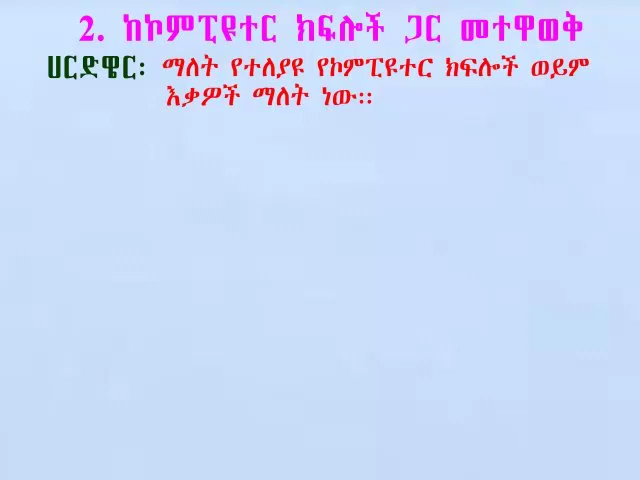 2. ከኮምፒዩተር ክፍሎች ጋር መተዋወቅ
ሀርድዌር፡ ማለት የተለያዩ የኮምፒዩተር ክፍሎች ወይም
እቃዎች ማለት ነው።